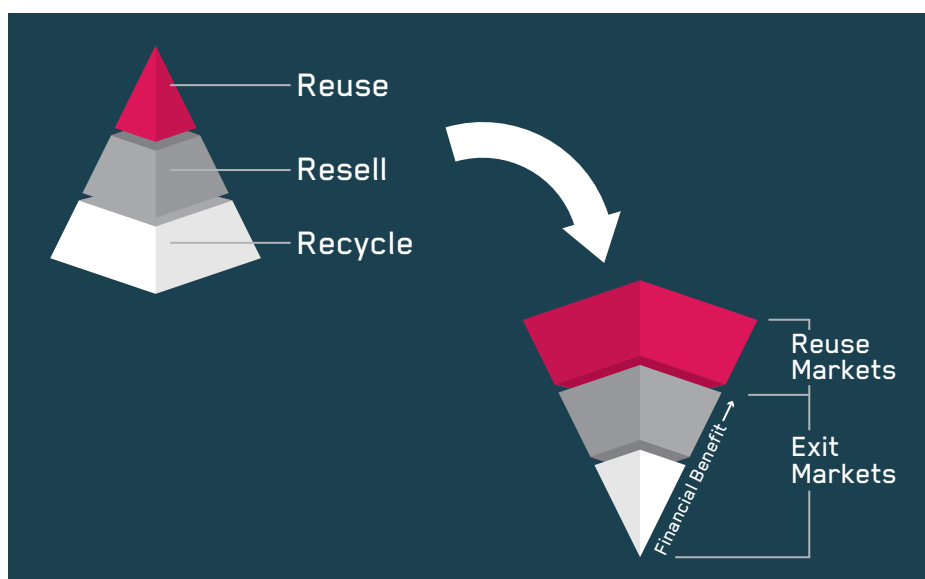 Reuse
Resell
Recycle
Reuse
Markets
Exit
Markets
Financial Benefit →